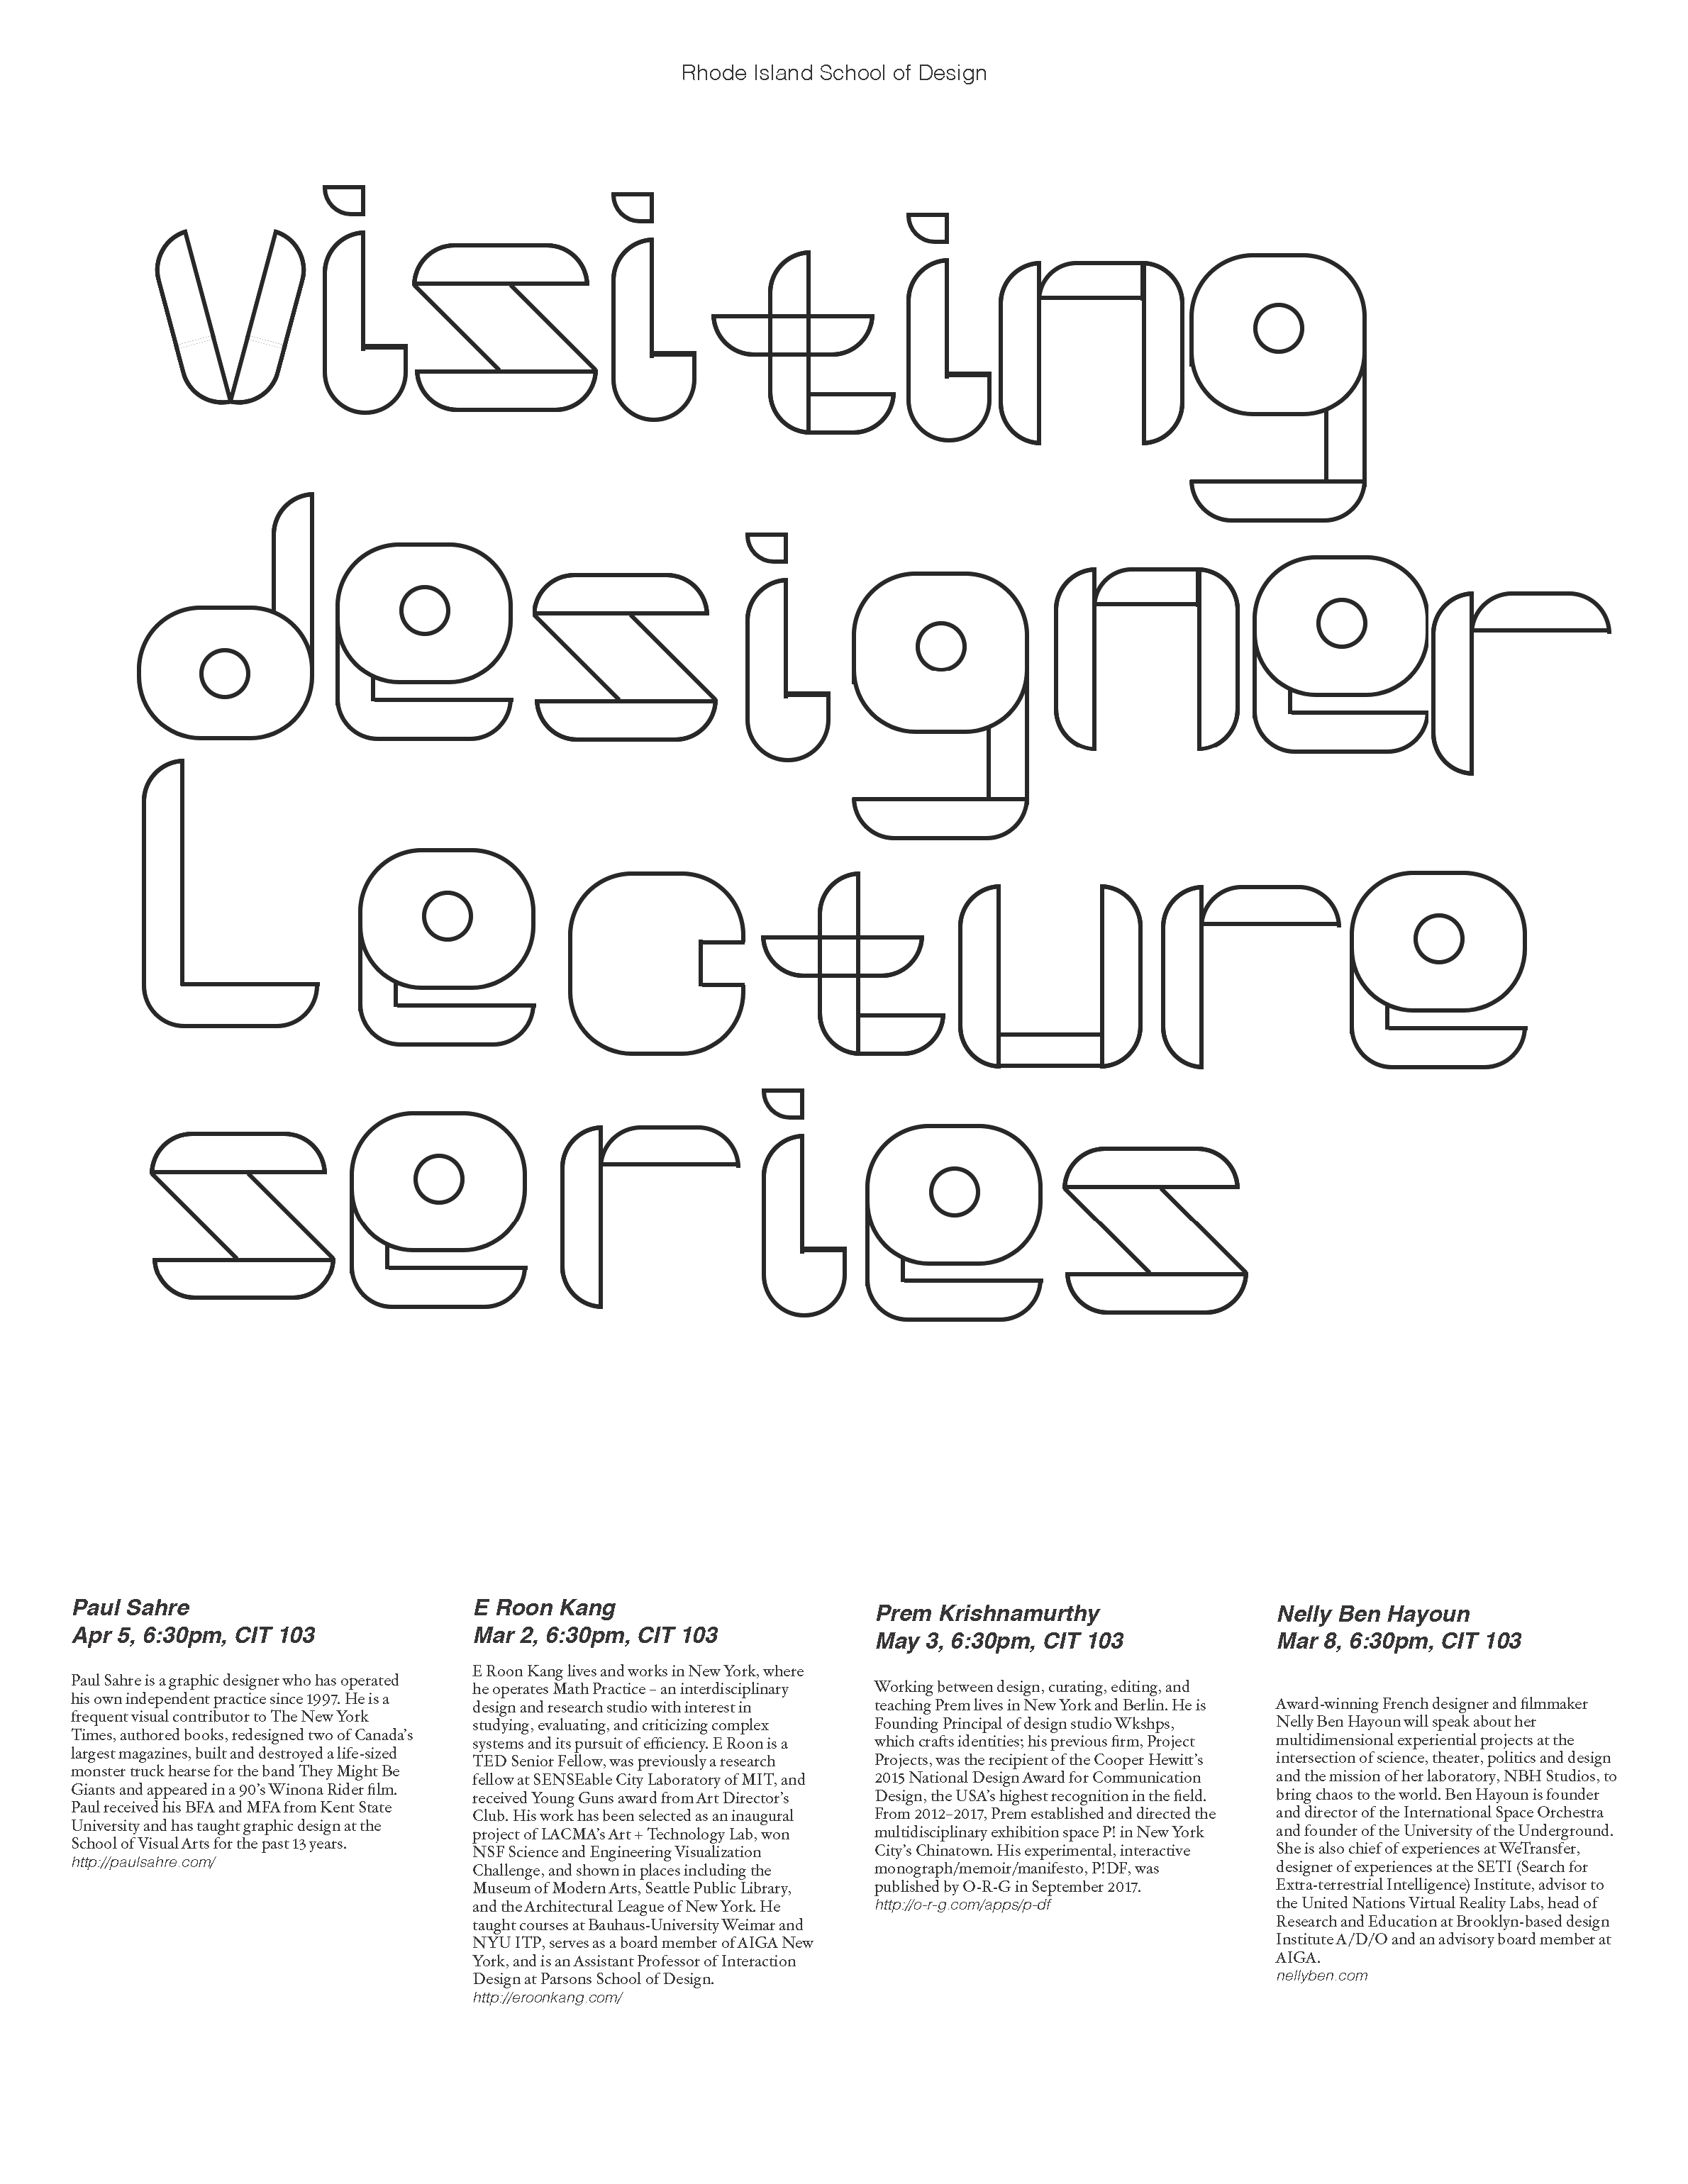 Rhode Island School of Design
visiting
designer
Lecture
series
Paul Sahre
Apr 5, 6:30pm, CIT 103
Paul Sahre is a graphic designer who has operated
his own independent practice since 1997. He is a
frequent visual contributor to The New York
Times, authored books, redesigned two of Canada's
largest magazines, built and destroyed a life-sized
monster truck hearse for the band They Might Be
Giants and appeared in a 90's Winona Rider film.
Paul received his BFA and MFA from Kent State
University and has taught graphic design at the
School of Visual Arts for the past 13 years.
http://paulsahre.com/
E Roon Kang
Mar 2, 6:30pm, CIT 103
E Roon Kang lives and works in New York, where
he operates Math Practice – an interdisciplinary
design and research studio with interest in
studying, evaluating, and criticizing complex
systems and its pursuit of efficiency. E Roon is a
TED Senior Fellow, was previously a research
fellow at SENSEable City Laboratory of MIT, and
received Young Guns award from Art Director's
Club. His work has been selected as an inaugural
project of LACMA's Art + Technology Lab, won
NSF Science and Engineering Visualization
Challenge, and shown in places including the
Museum of Modern Arts, Seattle Public Library,
and the Architectural League of New York. He
taught courses at Bauhaus-University Weimar and
NYU ITP, serves as a board member of AIGA New
York, and is an Assistant Professor of Interaction
Design at Parsons School of Design.
http://eroonkang.com/
Prem Krishnamurthy
May 3, 6:30pm, CIT 103
Working between design, curating, editing, and
teaching Prem lives in New York and Berlin. He is
Founding Principal of design studio Wkshps,
which crafts identities; his previous firm, Project
Projects, was the recipient of the Cooper Hewitt's
2015 National Design Award for Communication
Design, the USA's highest recognition in the field.
From 2012–2017, Prem established and directed the
multidisciplinary exhibition space P! in New York
City's Chinatown. His experimental, interactive
monograph/memoir/manifesto, P!DF, was
published by O-R-G in September 2017.
http://o-r-g.com/apps/p-df
Nelly Ben Hayoun
Mar 8, 6:30pm, CIT 103
Award-winning French designer and filmmaker
Nelly Ben Hayoun will speak about her
multidimensional experiential projects at the
intersection of science, theater, politics and design
and the mission of her laboratory, NBH Studios, to
bring chaos to the world. Ben Hayoun is founder
and director of the International Space Orchestra
and founder of the University of the Underground.
She is also chief of experiences at WeTransfer,
designer of experiences at the SETI (Search for
Extra-terrestrial Intelligence) Institute, advisor to
the United Nations Virtual Reality Labs, head of
Research and Education at Brooklyn-based design
Institute A/D/O and an advisory board member at
AIGA.
nellyben.com